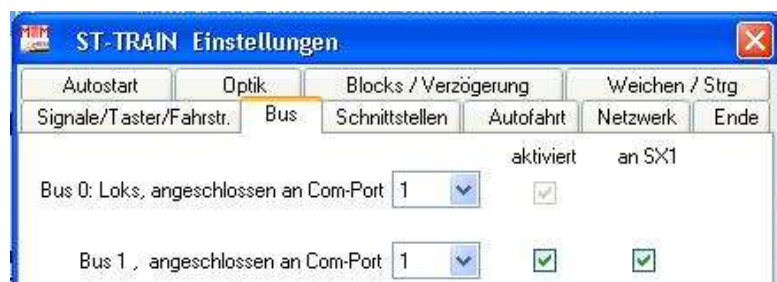 ST-TRAIN Einstellungen
Autostart Optik Blocks / Verzögerung Weichen / Strg
Signale/Taster/Fahrstr. Bus Schnittstellen Autofahrt Netzwerk Ende
aktiviert an SX1
Bus 0: Loks, angeschlossen an Com-Port 1
Bus 1 , angeschlossen an Com-Port 1